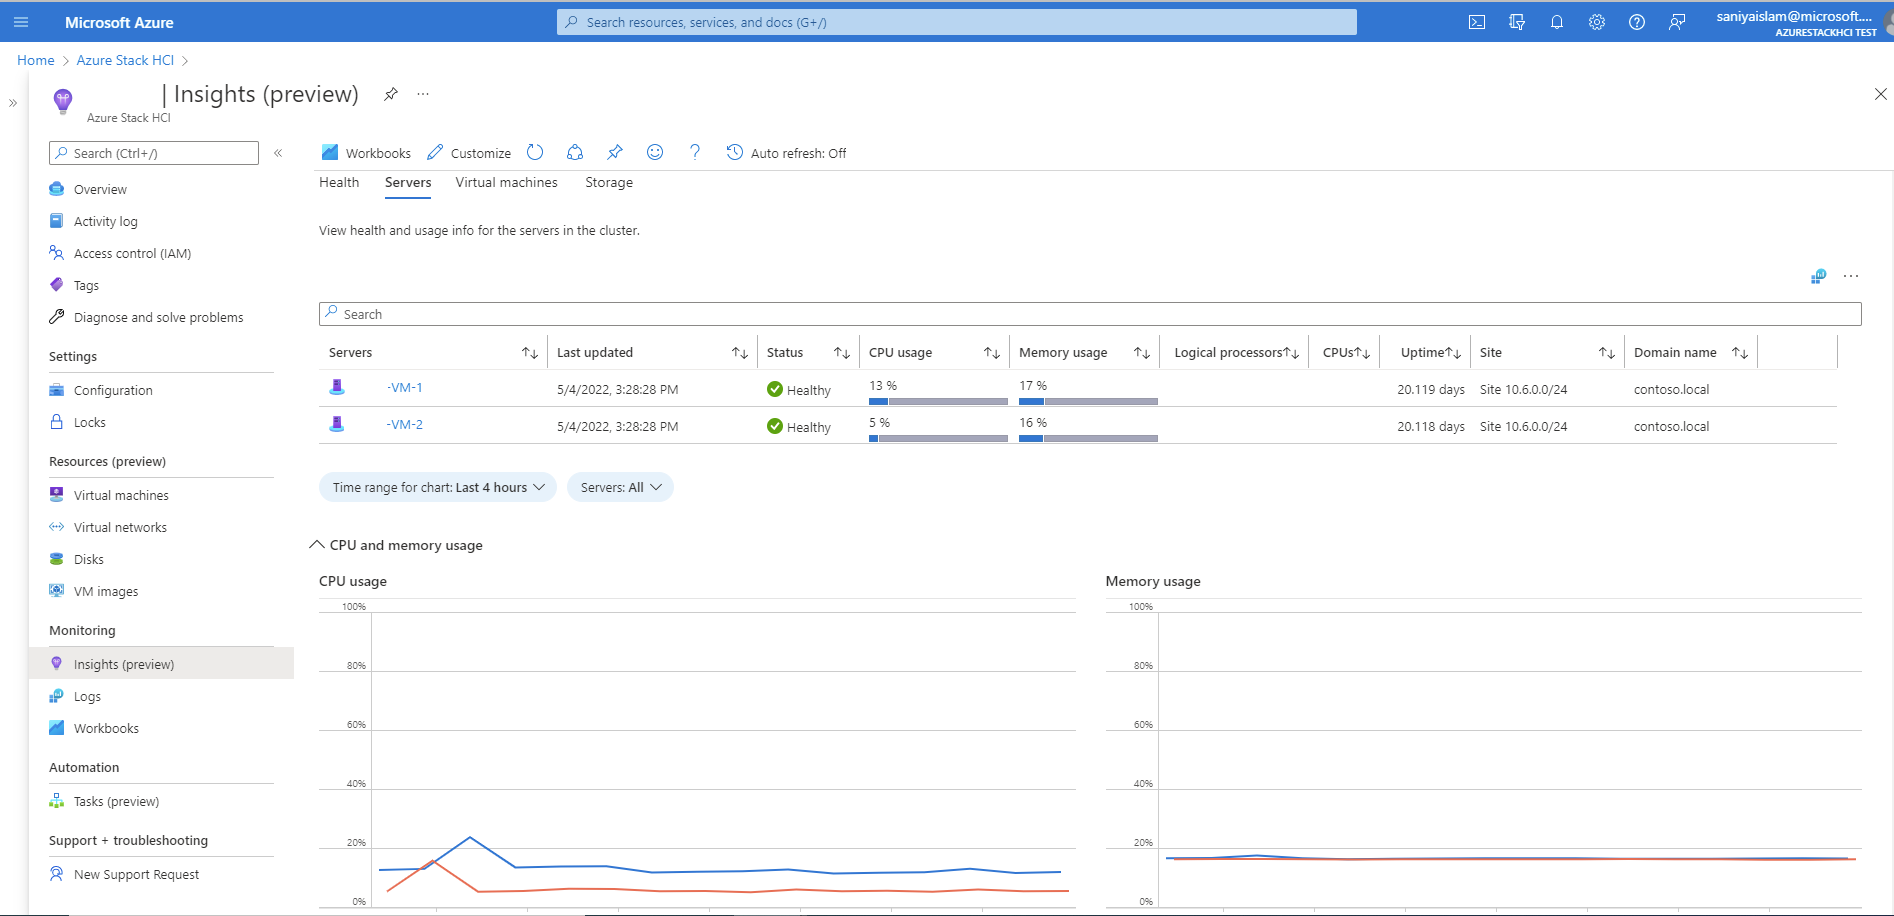 Microsoft Azure
Search resources, services, and docs (G+/)
saniyaislam@microsoft....
AZURESTACKHCI TEST
Home > Azure Stack HCI >
| Insights (preview) ...
Azure Stack HCI
Search (Ctrl+/)
Overview
Activity log
Access control (IAM)
Tags
Diagnose and solve problems
Settings
Configuration
Locks
Resources (preview)
Virtual machines
Virtual networks
Disks
VM images
Monitoring
Insights (preview)
Logs
Workbooks
Automation
Tasks (preview)
Support + troubleshooting
New Support Request
Workbooks Customize Auto refresh: Off
Health Servers Virtual machines Storage
View health and usage info for the servers in the cluster.
Search
Servers Last updated Status CPU usage Memory usage Logical processors CPUs Uptime Site Domain name
-VM-1 5/4/2022, 3:28:28 PM Healthy 13 % 17 % 20.119 days Site 10.6.0.0/24 contoso.local
-VM-2 5/4/2022, 3:28:28 PM Healthy 5 % 16 % 20.118 days Site 10.6.0.0/24 contoso.local
Time range for chart: Last 4 hours Servers: All
CPU and memory usage
CPU usage
100%
80%
60%
40%
20%
0%
Memory usage
100%
80%
60%
40%
20%
0%